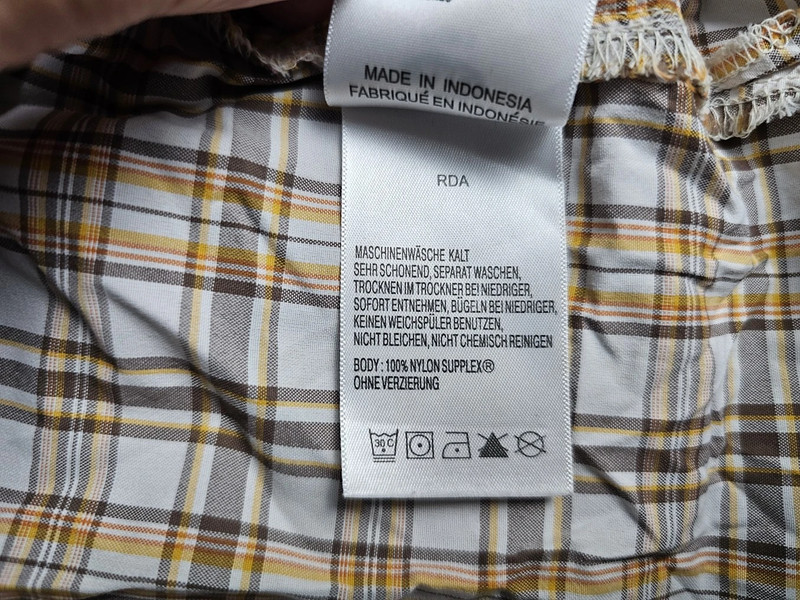 MADE IN INDONESIA
FABRIQUÉ EN INDONÉSIE
RDA
MASCHINENWÄSCHE KALT
SEHR SCHONEND, SEPARAT WASCHEN,
TROCKNEN IM TROCKNER BEI NIEDRIGER,
SOFORT ENTNEHMEN, BÜGELN BEI NIEDRIGER,
KEINEN WEICHSPÜLER BENUTZEN,
NICHT BLEICHEN, NICHT CHEMISCH REINIGEN
BODY : 100% NYLON SUPPLEX®
OHNE VERZIERUNG
30 C